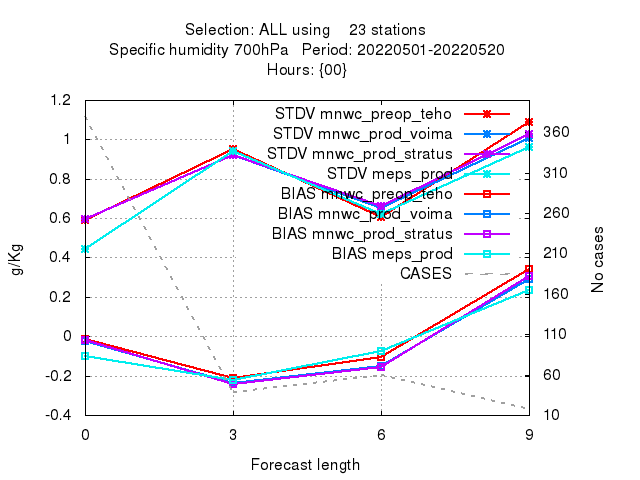 Selection: ALL using 23 stations
Specific humidity 700hPa Period: 20220501-20220520
Hours: {00}
1.2
1
0.8
0.6
0.4
0.2
0
-0.2
-0.4
g/Kg
STDV mnwc_preop_teho
STDV mnwc_prod_voima
STDV mnwc_prod_stratus
STDV meps_prod
BIAS mnwc_preop_teho
BIAS mnwc_prod_voima
BIAS mnwc_prod_stratus
BIAS meps_prod
CASES
360
310
260
210
160
110
60
10
No cases
0 3 6 9
Forecast length